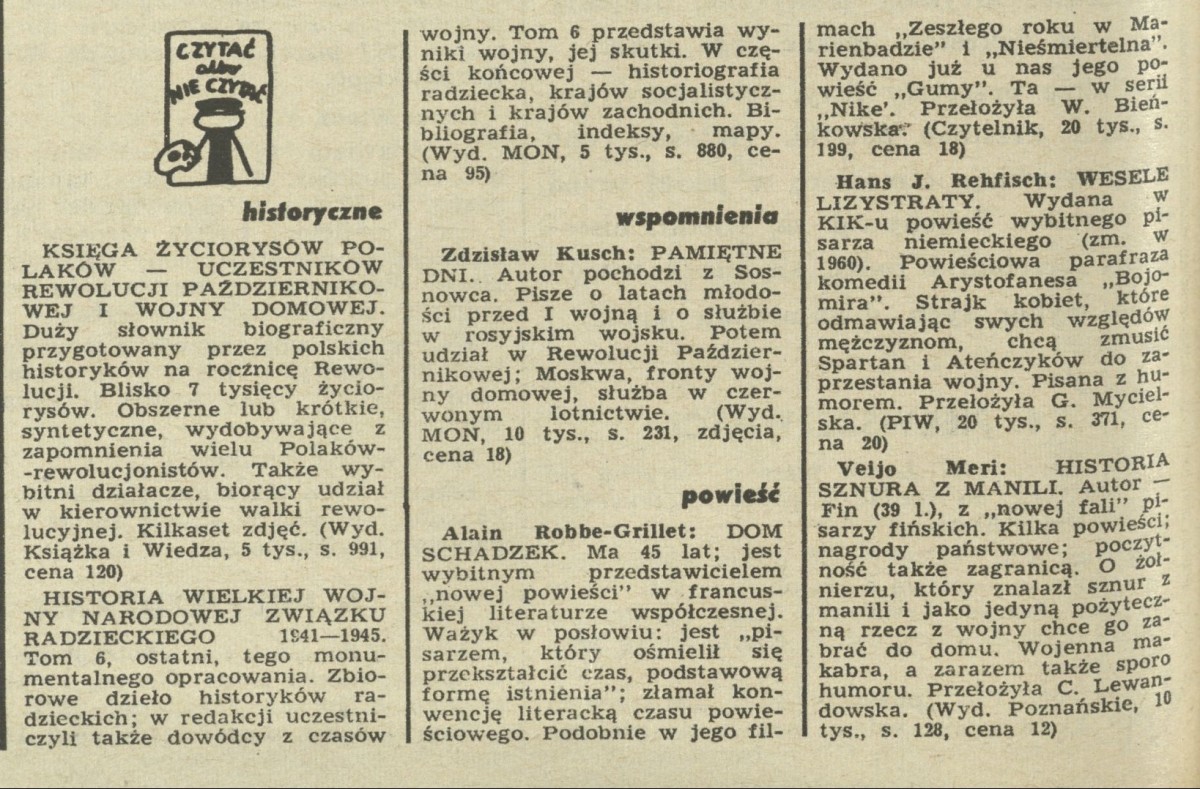 CZYTAĆ
albo
NIE CZYTAĆ
historyczne
KSIĘGA ŻYCIORYSÓW PO-
LAKÓW — UCZESTNIKÓW
REWOLUCJI PAŹDZIERNIKO-
WEJ I WOJNY DOMOWEJ.
Duży słownik biograficzny
przygotowany przez polskich
historyków na rocznicę Rewo-
lucji. Blisko 7 tysięcy życio-
rysów. Obszerne lub krótkie,
syntetyczne, wydobywające z
zapomnienia wielu Polaków-
-rewolucjonistów. Także wy-
bitni działacze, biorący udział
w kierownictwie walki rewo-
lucyjnej. Kilkaset zdjęć. (Wyd.
Książka i Wiedza, 5 tys., s. 991,
cena 120)
HISTORIA WIELKIEJ WOJ-
NY NARODOWEJ ZWIĄZKU
RADZIECKIEGO 1941—1945.
Tom 6, ostatni, tego monu-
mentalnego opracowania. Zbio-
rowe dzieło historyków ra-
dzieckich; w redakcji uczestni-
czyli także dowódcy z czasów
wojny. Tom 6 przedstawia wy-
niki wojny, jej skutki. W czę-
ści końcowej — historiografia
radziecka, krajów socjalistycz-
nych i krajów zachodnich. Bi-
bliografia, indeksy, mapy.
(Wyd. MON, 5 tys., s. 880, ce-
na 95)
wspomnienia
Zdzisław Kusch: PAMIĘTNE
DNI. Autor pochodzi z Sos-
nowca. Pisze o latach młodo-
ści przed I wojną i o służbie
w rosyjskim wojsku. Potem
udział w Rewolucji Paździer-
nikowej; Moskwa, fronty woj-
ny domowej, służba w czer-
wonym lotnictwie. (Wyd.
MON, 10 tys., s. 231, zdjęcia,
cena 18)
powieść
Alain Robbe-Grillet: DOM
SCHADZEK. Ma 45 lat; jest
wybitnym przedstawicielem
„nowej powieści” w francus-
kiej literaturze współczesnej.
Ważyk w posłowiu: jest „pi-
sarzem, który ośmielił się
przekształcić czas, podstawową
formę istnienia”; złamał kon-
wencję literacką czasu powie-
ściowego. Podobnie w jego fil-
mach „Zeszłego roku w Ma-
rienbadzie” i „Nieśmiertelna”.
Wydano już u nas jego po-
wieść „Gumy”. Ta — w serii
„Nike’. Przełożyła W. Bień-
kowska. (Czytelnik, 20 tys., s.
199, cena 18)
Hans J. Rehfisch: WESELE
LIZYSTRATY. Wydana w
KIK-u powieść wybitnego pi-
sarza niemieckiego (zm. w
1960). Powieściowa parafraza
komedii Arystofanesa „Bojo-
mira”. Strajk kobiet, które
odmawiając swych względów
mężczyznom, chcą zmusić
Spartan i Ateńczyków do za-
przestania wojny. Pisana z hu-
morem. Przełożyła G. Myciel-
ska. (PIW, 20 tys., s. 371, ce-
na 20)
Veijo Meri: HISTORIA
SZNURA Z MANILI. Autor —
Fin (39 l.), z „nowej fali” pi-
sarzy fińskich. Kilka powieści;
nagrody państwowe; poczyt-
ność także zagranicą. O żoł-
nierzu, który znalazł sznur z
manili i jako jedyną pożytecz-
ną rzecz z wojny chce go za-
brać do domu. Wojenna ma-
kabra, a zarazem także sporo
humoru. Przełożyła C. Lewan-
dowska. (Wyd. Poznańskie, 10
tys., s. 128, cena 12)